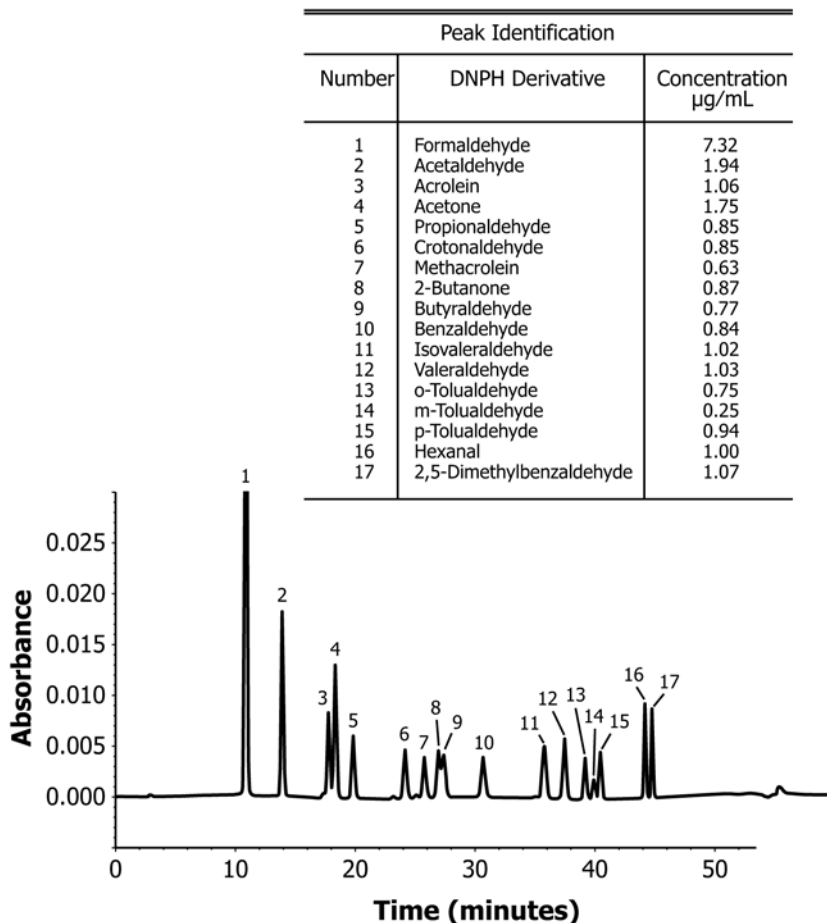 Peak Identification
Number DNPH Derivative Concentration
µg/mL
1 Formaldehyde 7.32
2 Acetaldehyde 1.94
3 Acrolein 1.06
4 Acetone 1.75
5 Propionaldehyde 0.85
6 Crotonaldehyde 0.85
7 Methacrolein 0.63
8 2-Butanone 0.87
9 Butyraldehyde 0.77
10 Benzaldehyde 0.84
11 Isovaleraldehyde 1.02
12 Valeraldehyde 1.03
13 o-Tolualdehyde 0.75
14 m-Tolualdehyde 0.25
15 p-Tolualdehyde 0.94
16 Hexanal 1.00
17 2,5-Dimethylbenzaldehyde 1.07
1
0.025
0.020
2
0.015
4
0.010
3
16 17
5
12 13
8 9
14 15
11
6 7 10
0.005
0.000
Absorbance
0 10 20 30 40 50
Time (minutes)